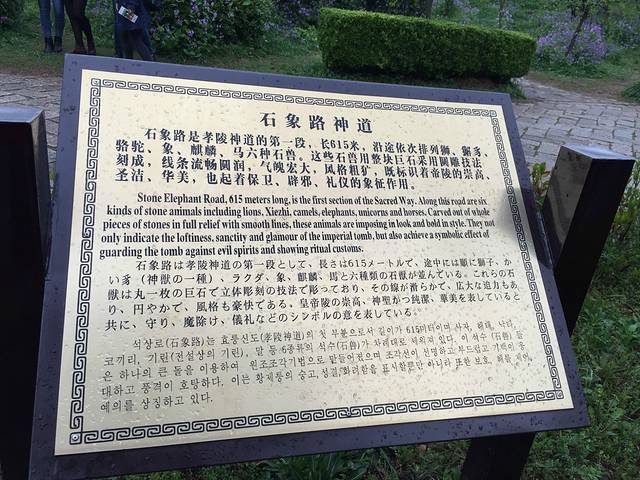 石象路神道
石象路是孝陵神道的第一段，长615米，沿途依次排列狮、獬豸、
骆驼、象、麒麟、马六种石兽。这些石兽用整块巨石采用圆雕技法
刻成，线条流畅圆润，气魄宏大，风格粗犷，既标识着帝陵的崇高、
圣洁、华美，也起着保卫、辟邪、礼仪的象征作用。
Stone Elephant Road, 615 meters long, is the first section of the Sacred Way. Along this road are six
kinds of stone animals including lions, Xiezhi, camels, elephants, unicorns and horses. Carved out of whole
pieces of stones in full relief with smooth lines, these animals are imposing in look and bold in style. They not
only indicate the loftiness, sanctity and glamour of the imperial tomb, but also achieve a symbolic effect of
guarding the tomb against evil spirits and showing ritual customs.
石象路は孝陵神道の第一段として、長さは615メートルで、途中には順に獅子、か
い豸（神獣の一種）、ラクダ、象、麒麟、馬と六種類の石獣が並んでいる。これらの石
獣は丸一枚の巨石で立体彫刻の技法で彫っており、その線が滑らかで、広大な迫力もあ
り、円やかで、風格も豪快である。皇帝陵の崇高、神聖かつ純潔、華美を表していると
共に、守り、魔除け、儀礼などのシンボルの意を表している。
석상로(石象路)는 효릉신도(孝陵神道)의 첫 부분으로서 길이가 615미터이며 사자, 해태, 낙타,
코끼리, 기린(전설상의 기린), 말 등 6종류의 석수(石兽)가 차례대로 세워져 있다. 이 석수(石兽)들
은 하나의 큰 돌을 이용하여 원조조각기법으로 만들어졌으며 조각선이 선명하고 부드럽고 기백이 웅
대하고 풍격이 호탕하다. 이는 황제릉의 숭고, 성결, 화려함을 표시할뿐만 아니라 또한 보호,
예의를 상징하고 있다.